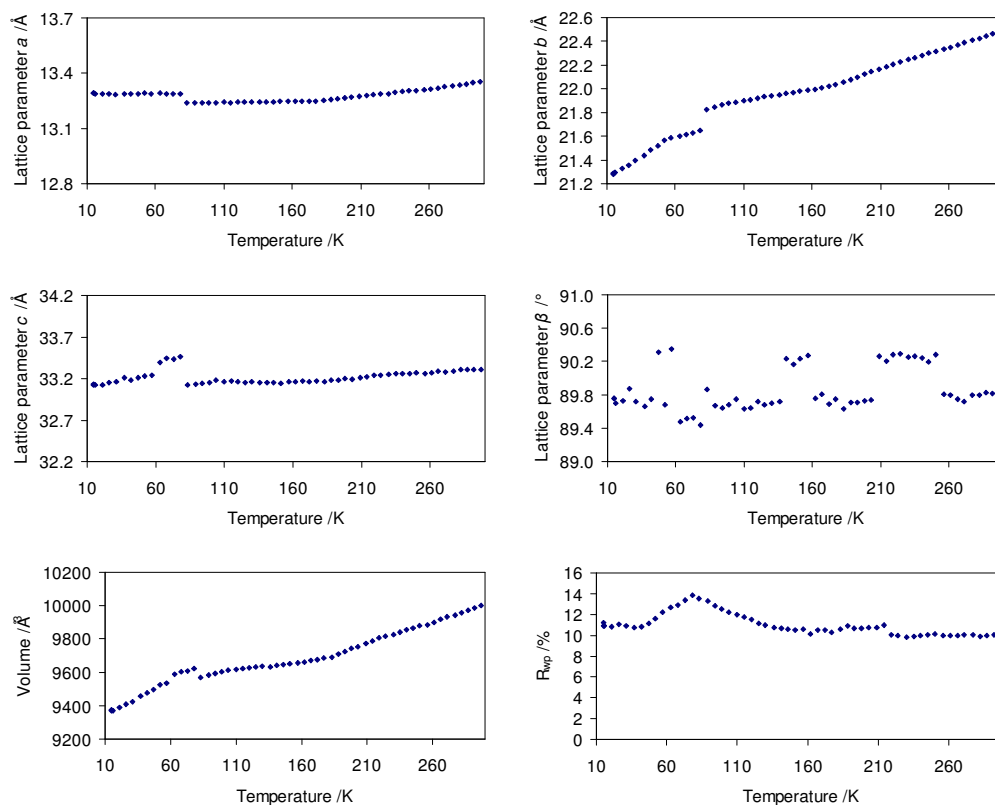 Lattice parameter a /Å
13.7
13.4
13.1
12.8
10 60 110 160 210 260
Temperature /K
Lattice parameter b /Å
22.6
22.4
22.2
22.0
21.8
21.6
21.4
21.2
10 60 110 160 210 260
Temperature /K
Lattice parameter c /Å
34.2
33.7
33.2
32.7
32.2
10 60 110 160 210 260
Temperature /K
Lattice parameter β /°
91.0
90.6
90.2
89.8
89.4
89.0
10 60 110 160 210 260
Temperature /K
Volume /Å3
10200
10000
9800
9600
9400
9200
10 60 110 160 210 260
Temperature /K
Rwp /%
16
14
12
10
8
6
4
2
0
10 60 110 160 210 260
Temperature /K